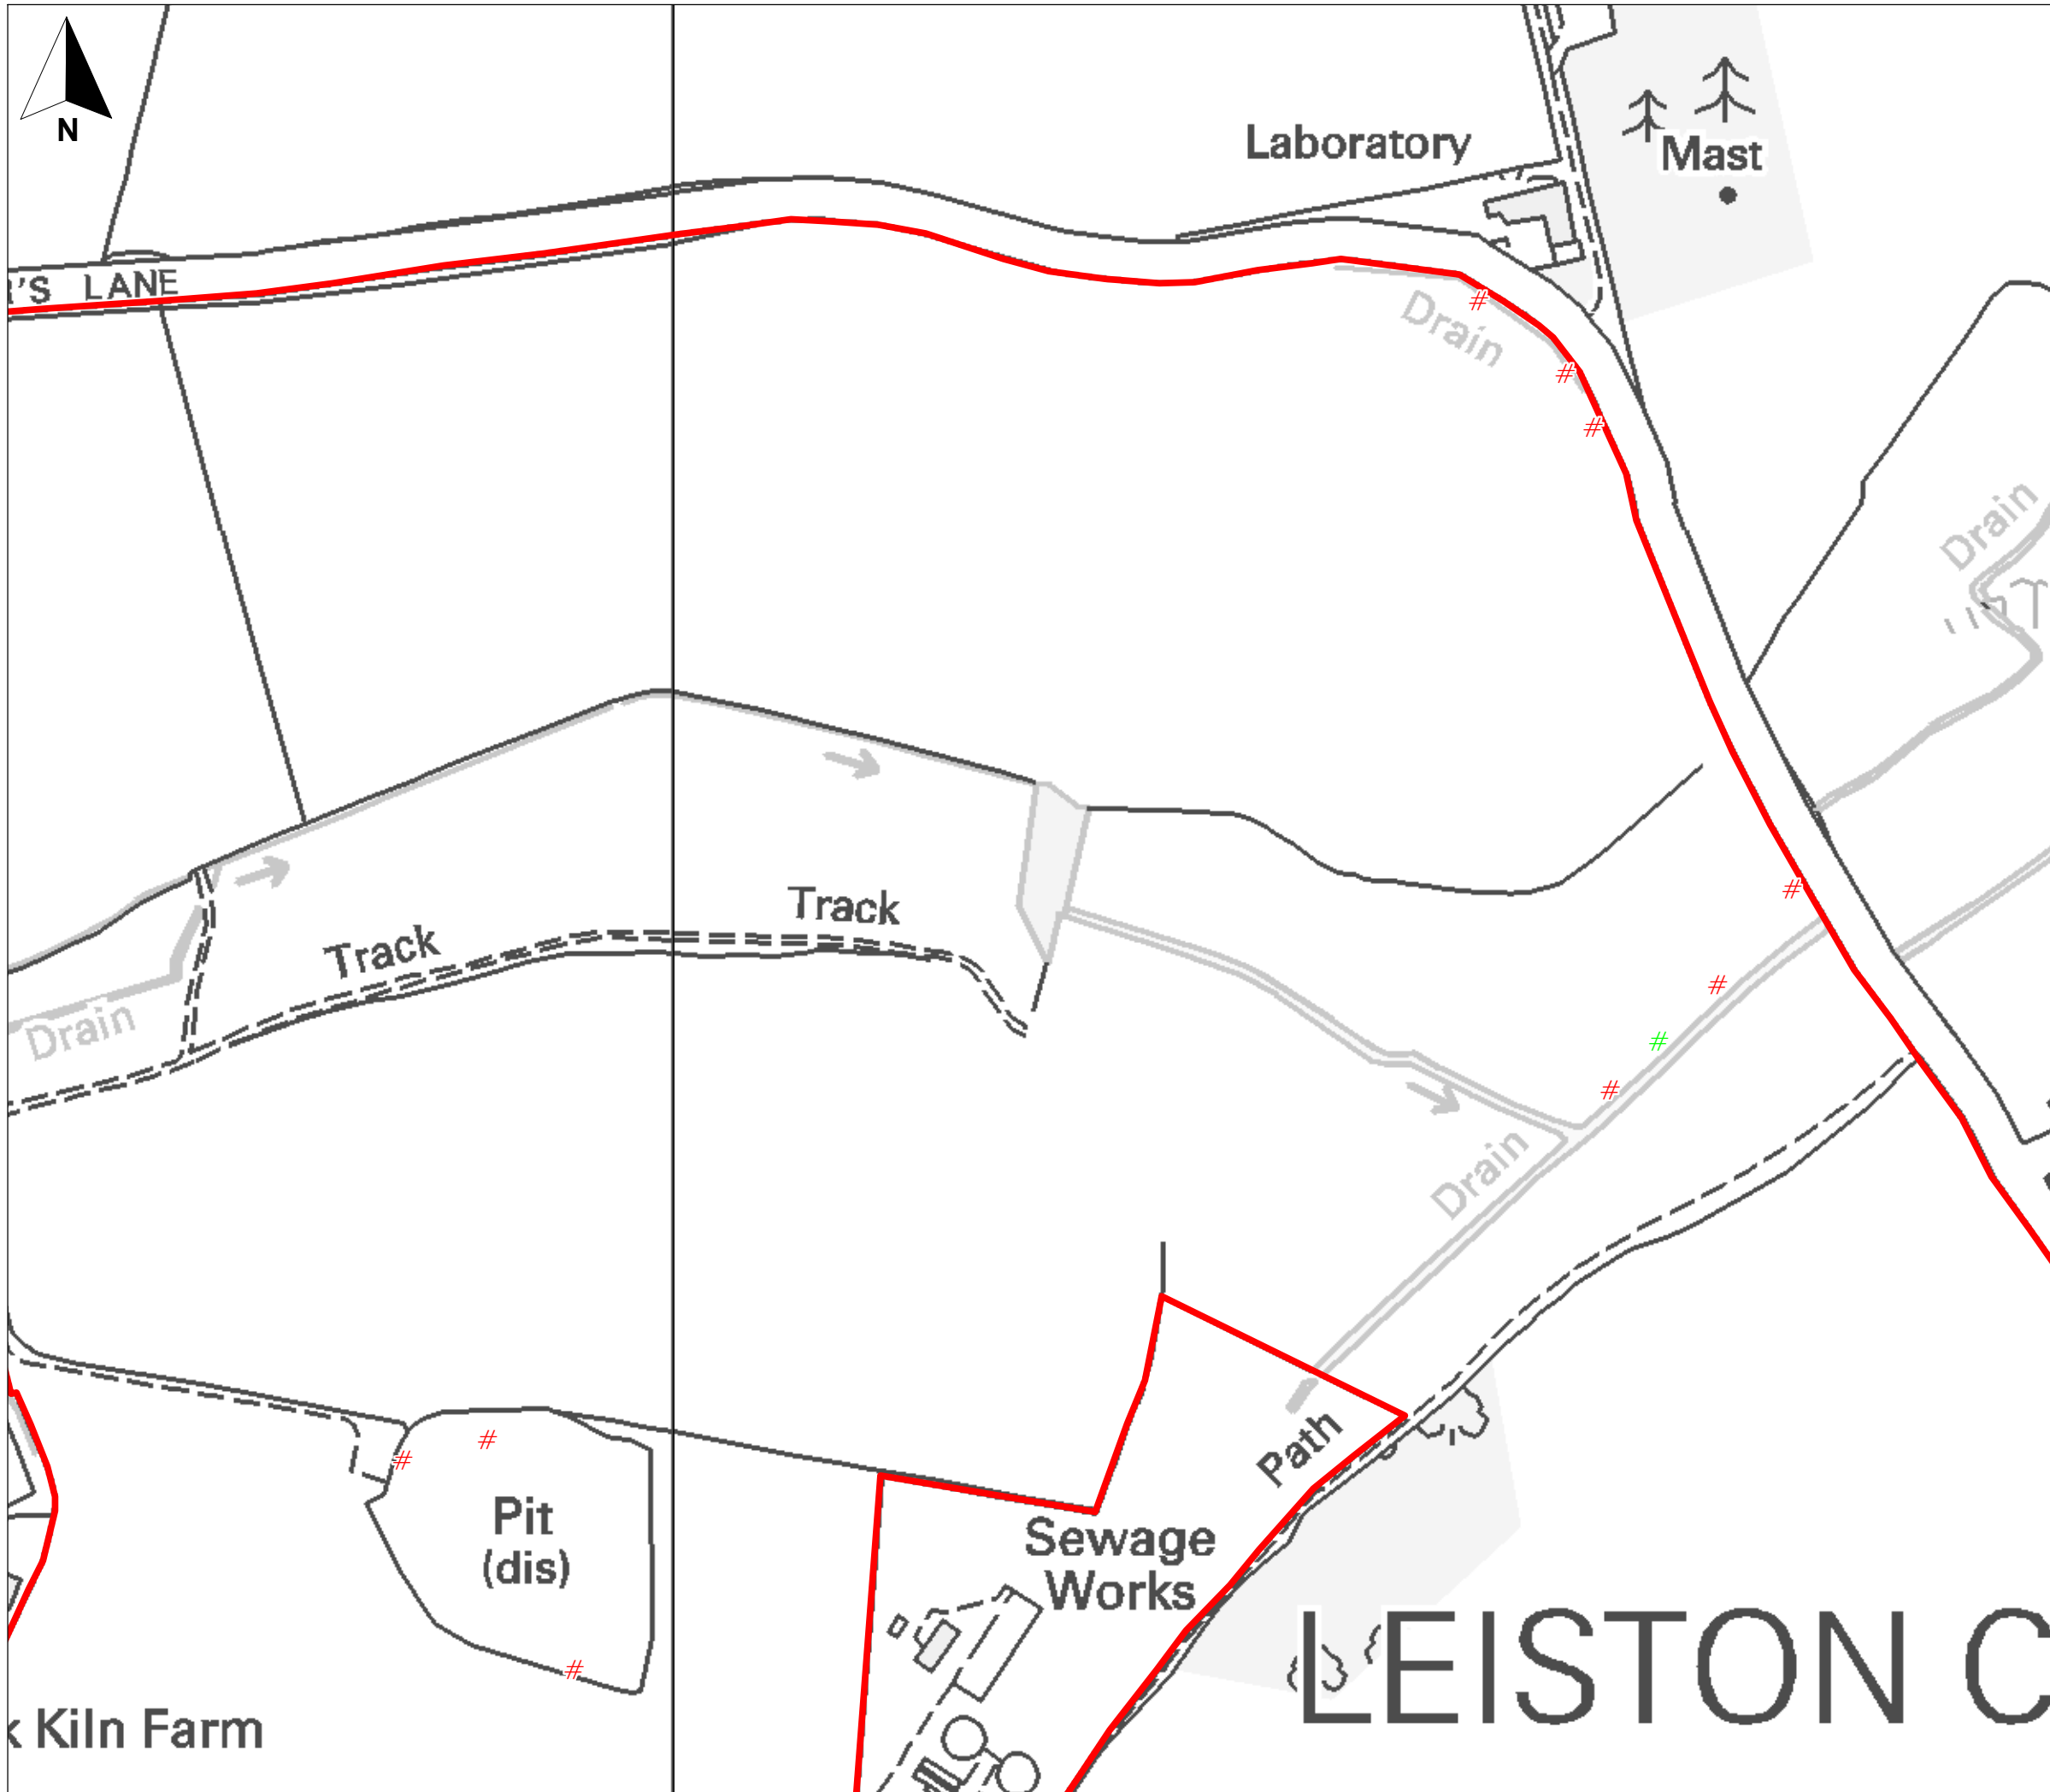 N
Laboratory
Mast
'S LANE
Drain
Drain
Track
Track
Drain
Drain
Path
Pit
(dis)
Sewage
Works
LEISTON C
Kiln Farm